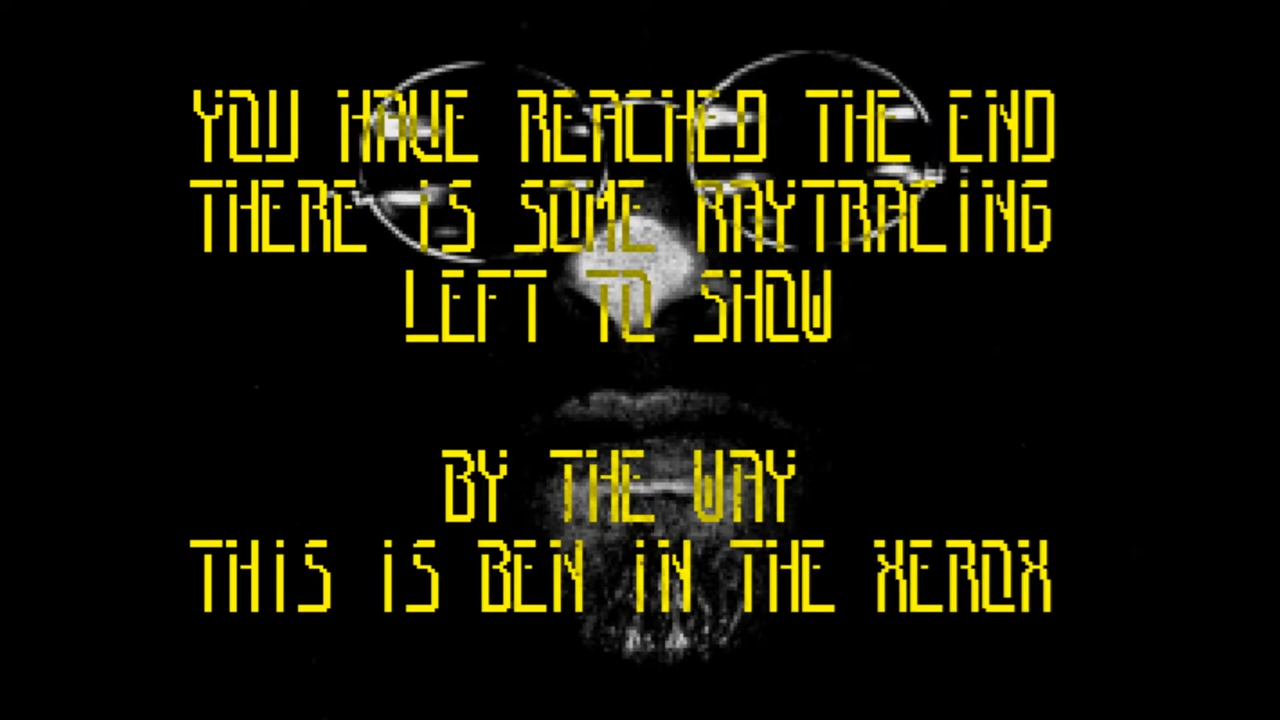 YOU HAVE REACHED THE END
THERE IS SOME RAYTRACING
LEFT TO SHOW
BY THE WAY
THIS IS BEN IN THE XEROX